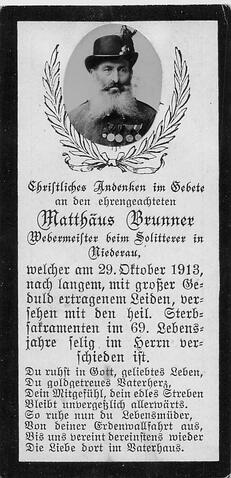 Christliches Andenken im Gebete
an den ehrengeachteten
Matthäus Brunner
Webermeister beim Solitterer in
Niederau,
welcher am 29. Oktober 1913,
nach langem, mit großer Ge-
duld ertragenem Leiden, ver-
sehen mit den heil. Sterb-
sakramenten im 69. Lebens-
jahre selig im Herrn ver-
schieden ist.
Du ruhst in Gott, geliebtes Leben,
Du goldgetreues Vaterherz,
Dein Mitgefühl, dein edles Streben
Bleibt unvergeßlich allerwärts.
So ruhe nun du Lebensmüder,
Von deiner Erdenwallfahrt aus,
Bis uns vereint dereinstens wieder
Die Liebe dort im Vaterhaus.